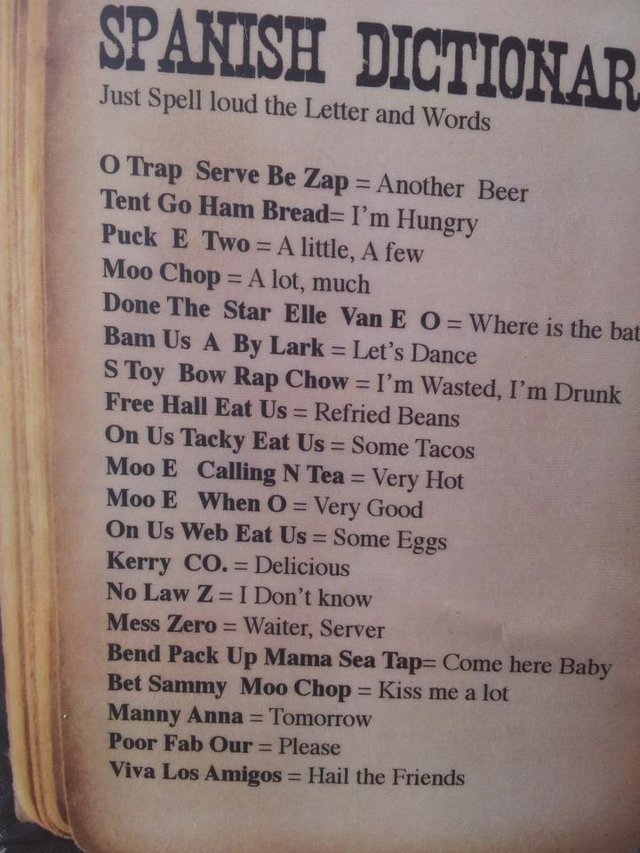 SPANISH DICTIONAR
Just Spell loud the Letter and Words
O Trap Serve Be Zap = Another Beer
Tent Go Ham Bread= I'm Hungry
Puck E Two = A little, A few
Moo Chop = A lot, much
Done The Star Elle Van E O = Where is the bat
Bam Us A By Lark = Let's Dance
S Toy Bow Rap Chow = I'm Wasted, I'm Drunk
Free Hall Eat Us = Refried Beans
On Us Tacky Eat Us = Some Tacos
Moo E Calling N Tea = Very Hot
Moo E When O = Very Good
On Us Web Eat Us = Some Eggs
Kerry CO. = Delicious
No Law Z = I Don't know
Mess Zero = Waiter, Server
Bend Pack Up Mama Sea Tap= Come here Baby
Bet Sammy Moo Chop = Kiss me a lot
Manny Anna = Tomorrow
Poor Fab Our = Please
Viva Los Amigos = Hail the Friends